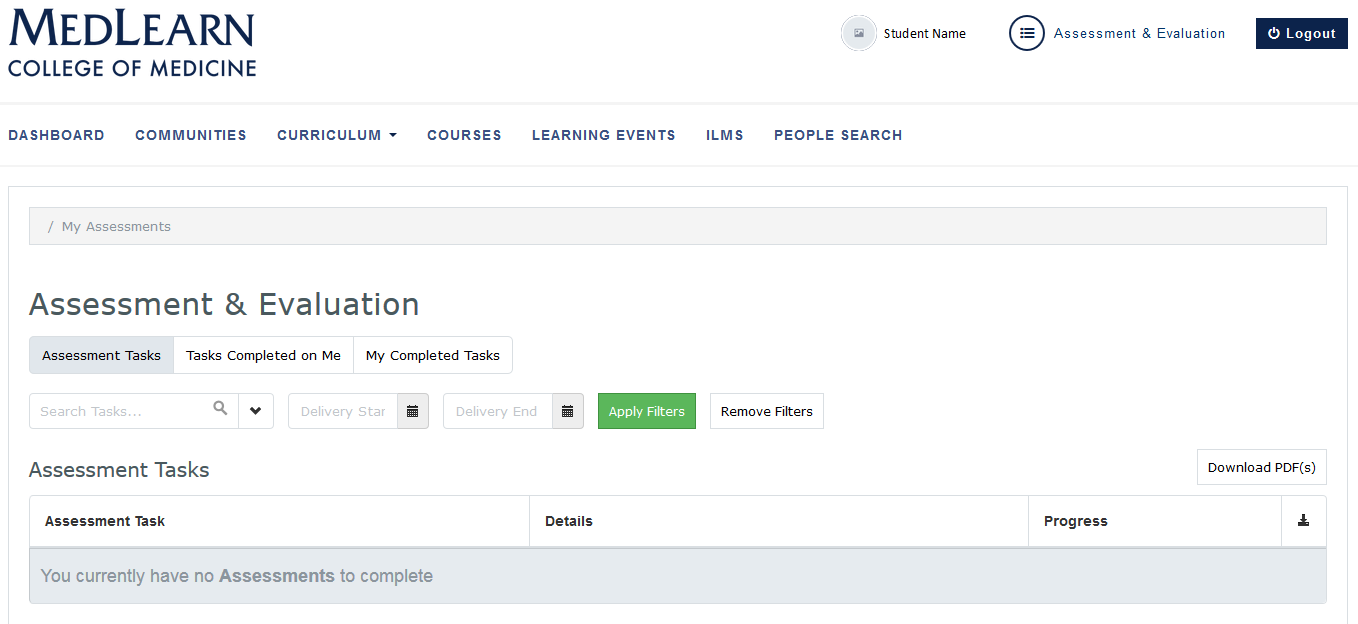 MEDLEARN
COLLEGE OF MEDICINE
Student Name
Assessment & Evaluation
Logout
DASHBOARD COMMUNITIES CURRICULUM COURSES LEARNING EVENTS ILMS PEOPLE SEARCH
/ My Assessments
Assessment & Evaluation
Assessment Tasks Tasks Completed on Me My Completed Tasks
Search Tasks... Delivery Star Delivery End Apply Filters Remove Filters
Assessment Tasks
Download PDF(s)
Assessment Task Details Progress
You currently have no Assessments to complete